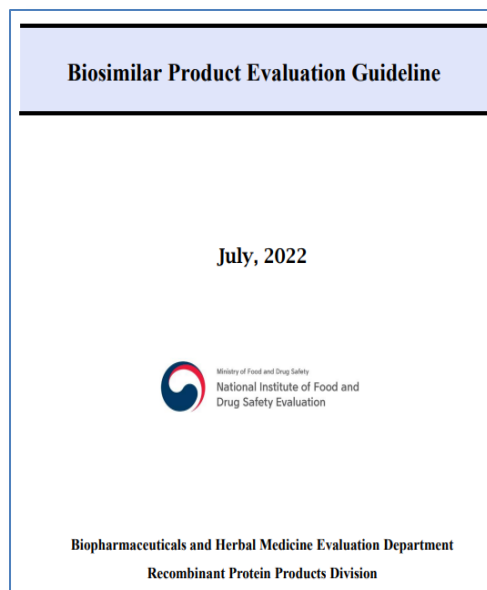 Biosimilar Product Evaluation Guideline
July, 2022
Ministry of Food and Drug Safety
National Institute of Food and
Drug Safety Evaluation
Biopharmaceuticals and Herbal Medicine Evaluation Department
Recombinant Protein Products Division